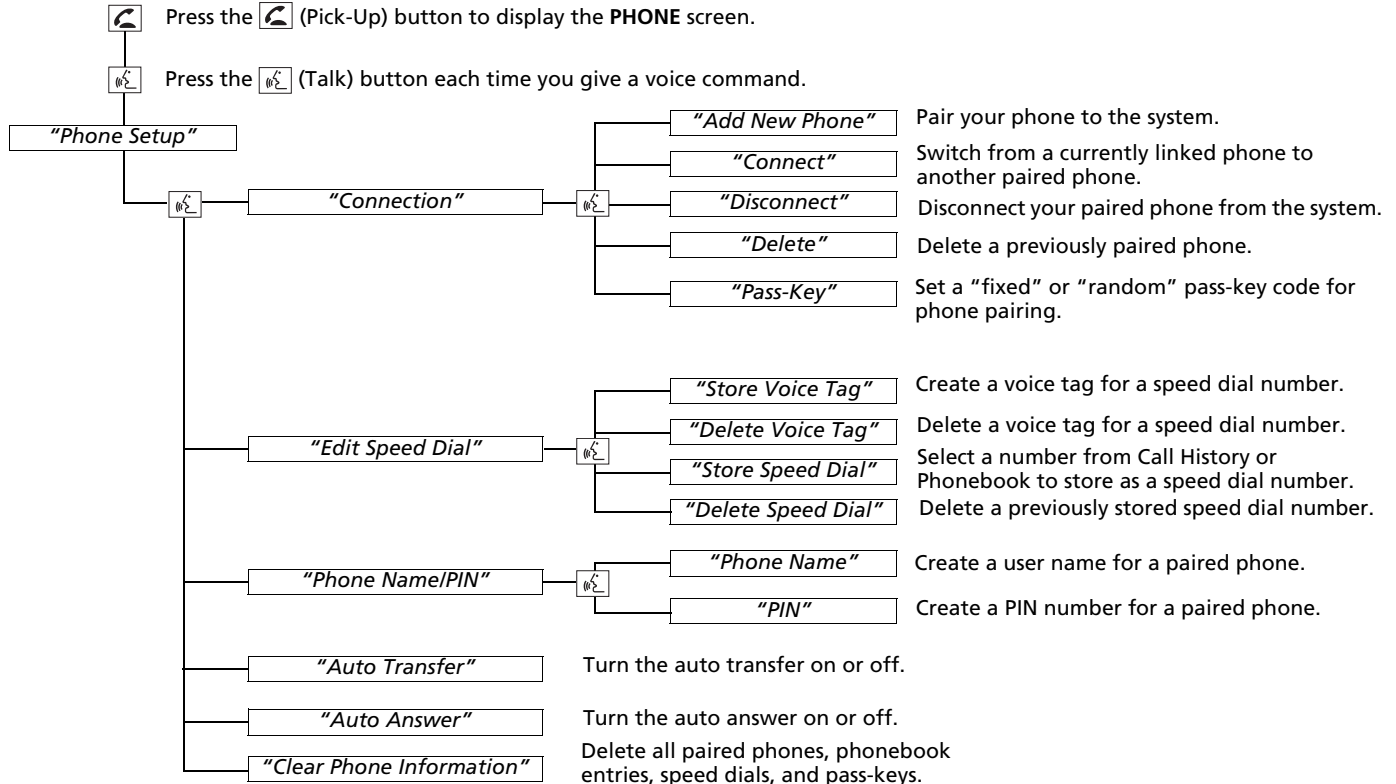 Press the (Pick-Up) button to display the PHONE screen.
Press the (Talk) button each time you give a voice command.
"Phone Setup"
"Connection"
"Add New Phone"
Pair your phone to the system.
"Connect"
Switch from a currently linked phone to
another paired phone.
"Disconnect"
Disconnect your paired phone from the system.
"Delete"
Delete a previously paired phone.
"Pass-Key"
Set a “fixed” or “random” pass-key code for
phone pairing.
"Edit Speed Dial"
"Store Voice Tag"
Create a voice tag for a speed dial number.
"Delete Voice Tag"
Delete a voice tag for a speed dial number.
"Store Speed Dial"
Select a number from Call History or
Phonebook to store as a speed dial number.
"Delete Speed Dial"
Delete a previously stored speed dial number.
"Phone Name/PIN"
"Phone Name"
Create a user name for a paired phone.
"PIN"
Create a PIN number for a paired phone.
"Auto Transfer"
Turn the auto transfer on or off.
"Auto Answer"
Turn the auto answer on or off.
"Clear Phone Information"
Delete all paired phones, phonebook
entries, speed dials, and pass-keys.